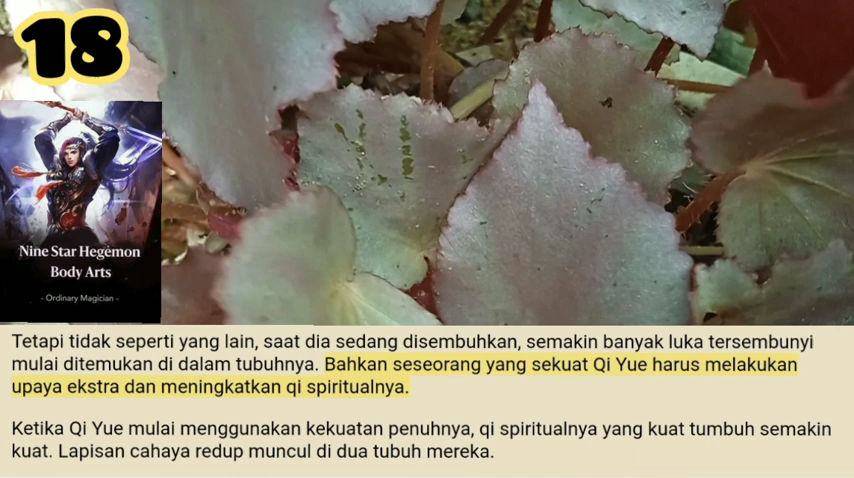 18
Nine Star Hegemon
Body Arts
- Ordinary Magician -
Tetapi tidak seperti yang lain, saat dia sedang disembuhkan, semakin banyak luka tersembunyi
mulai ditemukan di dalam tubuhnya. Bahkan seseorang yang sekuat Qi Yue harus melakukan
upaya ekstra dan meningkatkan qi spiritualnya.
Ketika Qi Yue mulai menggunakan kekuatan penuhnya, qi spiritualnya yang kuat tumbuh semakin
kuat. Lapisan cahaya redup muncul di dua tubuh mereka.